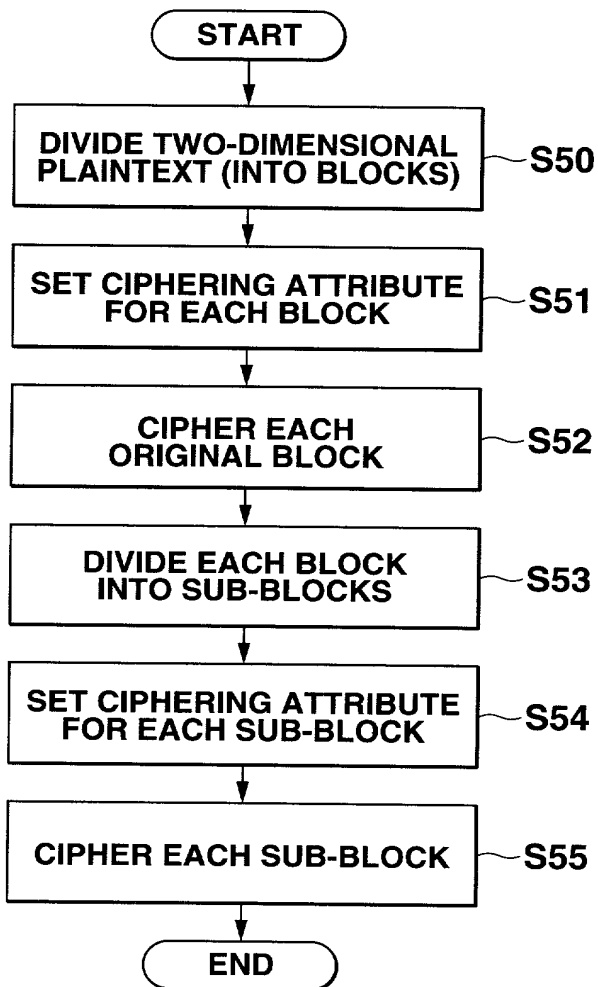 START
DIVIDE TWO-DIMENSIONAL
PLAINTEXT (INTO BLOCKS)
S50
SET CIPHERING ATTRIBUTE
FOR EACH BLOCK
S51
CIPHER EACH
ORIGINAL BLOCK
S52
DIVIDE EACH BLOCK
INTO SUB-BLOCKS
S53
SET CIPHERING ATTRIBUTE
FOR EACH SUB-BLOCK
S54
CIPHER EACH SUB-BLOCK
S55
END